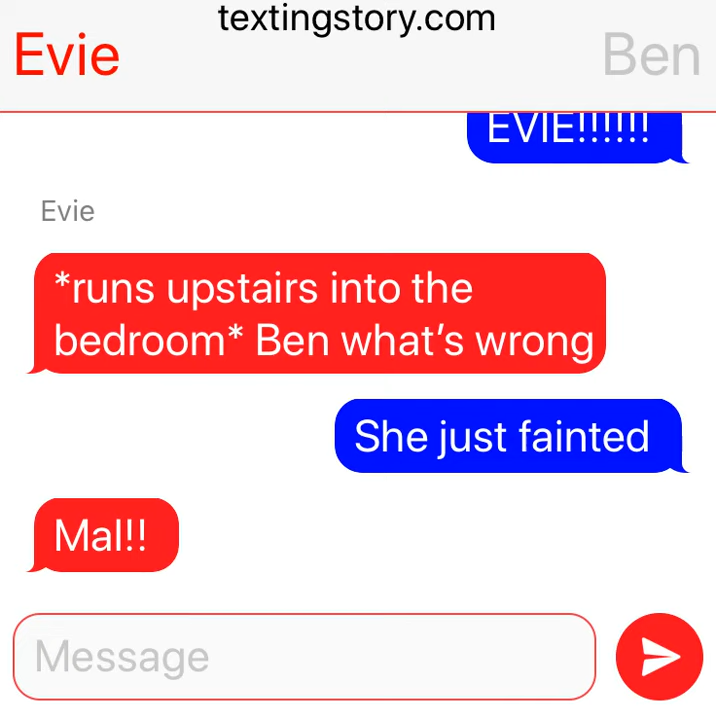 textingstory.com
Evie
Ben
EVIE!!!!!!
Evie
*runs upstairs into the
bedroom* Ben what’s wrong
She just fainted
Mal!!
Message